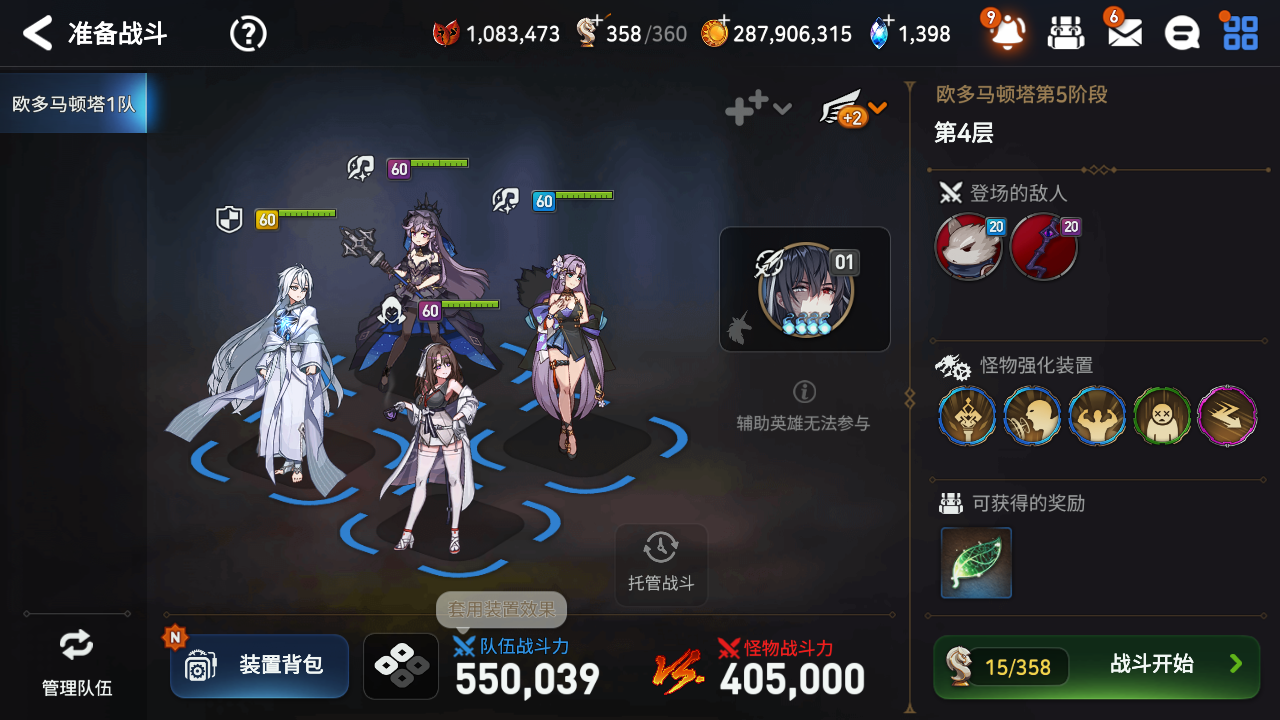 准备战斗
?
1,083,473
358/360
287,906,315
1,398
9
6
欧多马顿塔1队
+2
60
60
60
60
01
辅助英雄无法参与
托管战斗
欧多马顿塔第5阶段
第4层
登场的敌人
20
20
怪物强化装置
可获得的奖励
管理队伍
N
装置背包
套用装置效果
队伍战斗力
550,039
VS
怪物战斗力
405,000
15/358
战斗开始